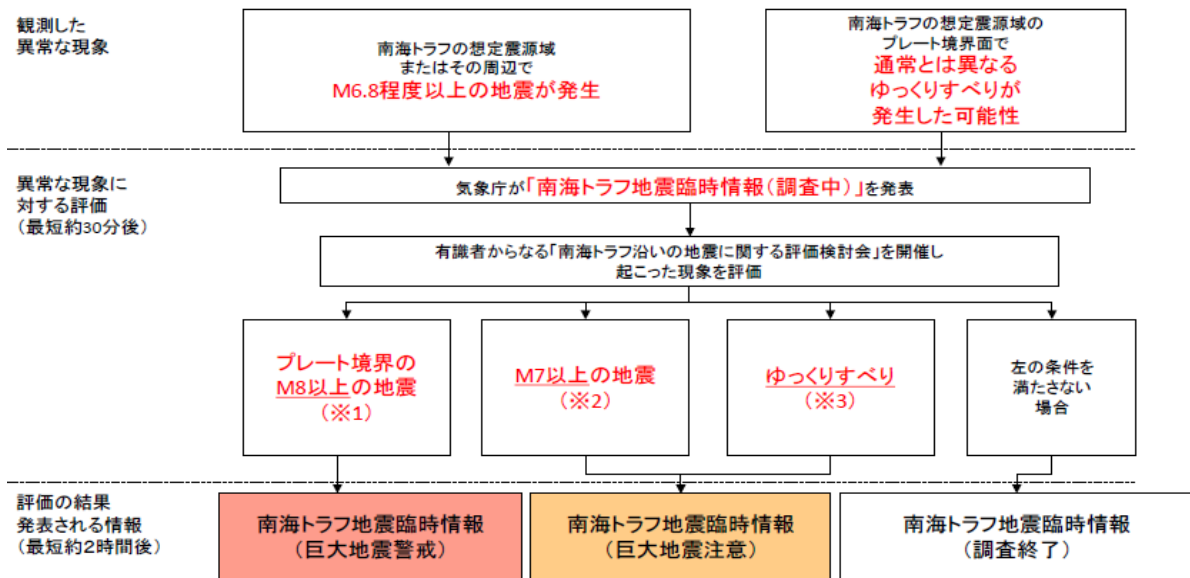 観測した
異常な現象
南海トラフの想定震源域
またはその周辺で
M6.8程度以上の地震が発生
南海トラフの想定震源域の
プレート境界面で
通常とは異なる
ゆっくりすべりが
発生した可能性
異常な現象に
対する評価
(最短約30分後)
気象庁が「南海トラフ地震臨時情報(調査中)」を発表
有識者からなる「南海トラフ沿いの地震に関する評価検討会」を開催し
起こった現象を評価
プレート境界の
M8以上の地震
(※1)
M7以上の地震
(※2)
ゆっくりすべり
(※3)
左の条件を
満たさない
場合
評価の結果
発表される情報
(最短約2時間後)
南海トラフ地震臨時情報
(巨大地震警戒)
南海トラフ地震臨時情報
(巨大地震注意)
南海トラフ地震臨時情報
(調査終了)